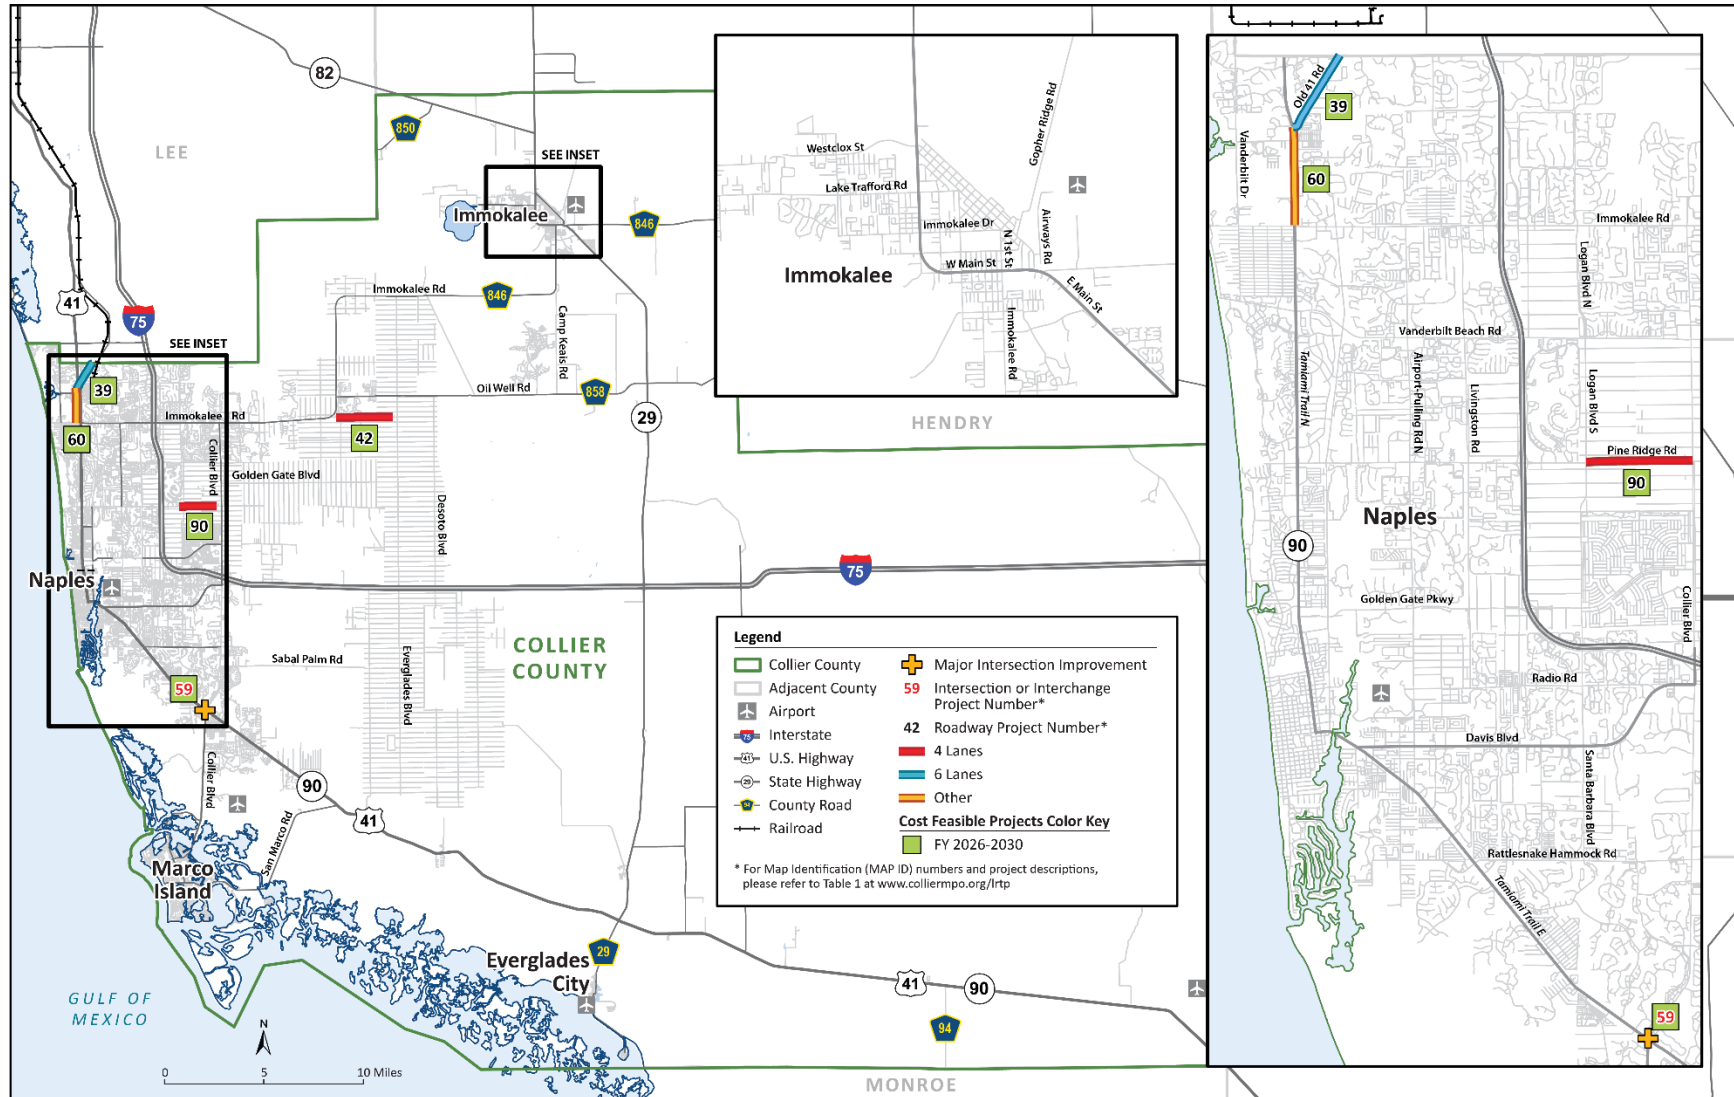 82
850
LEE
SEE INSET
Immokalee
846
41
75
Immokalee Rd
846
Camp Keais Rd
SEE INSET
39
Oil Well Rd
858
29
Immokalee Rd
60
42
Collier Blvd
Golden Gate Blvd
90
Desoto Blvd
Naples
75
HENDRY
COLLIER
COUNTY
Sabal Palm Rd
Everglades Blvd
59
Collier Blvd
90
41
San Marco Rd
Marco
Island
Everglades
City
29
41
90
94
GULF OF
MEXICO
N
0
5
10 Miles
MONROE
Westclox St
Lake Trafford Rd
Gopher Ridge Rd
Immokalee Dr
N 1st St
Airways Rd
W Main St
Immokalee
E Main St
Immokalee Rd
Legend
Collier County
Adjacent County
Airport
75
Interstate
41
U.S. Highway
29
State Highway
94
County Road
Railroad
Major Intersection Improvement
59
Intersection or Interchange
Project Number*
42
Roadway Project Number*
4 Lanes
6 Lanes
Other
Cost Feasible Projects Color Key
FY 2026-2030
* For Map Identification (MAP ID) numbers and project descriptions,
please refer to Table 1 at www.colliermpo.org/lrtp
Old 41 Rd
39
Vanderbilt Dr
60
Immokalee Rd
Logan Blvd N
Vanderbilt Beach Rd
Tamiami Trail N
Airport-Pulling Rd N
Livingston Rd
Logan Blvd S
Pine Ridge Rd
90
Naples
90
Golden Gate Pkwy
Collier Blvd
Radio Rd
Davis Blvd
Santa Barbara Blvd
Rattlesnake Hammock Rd
Tamiami Trail E
59